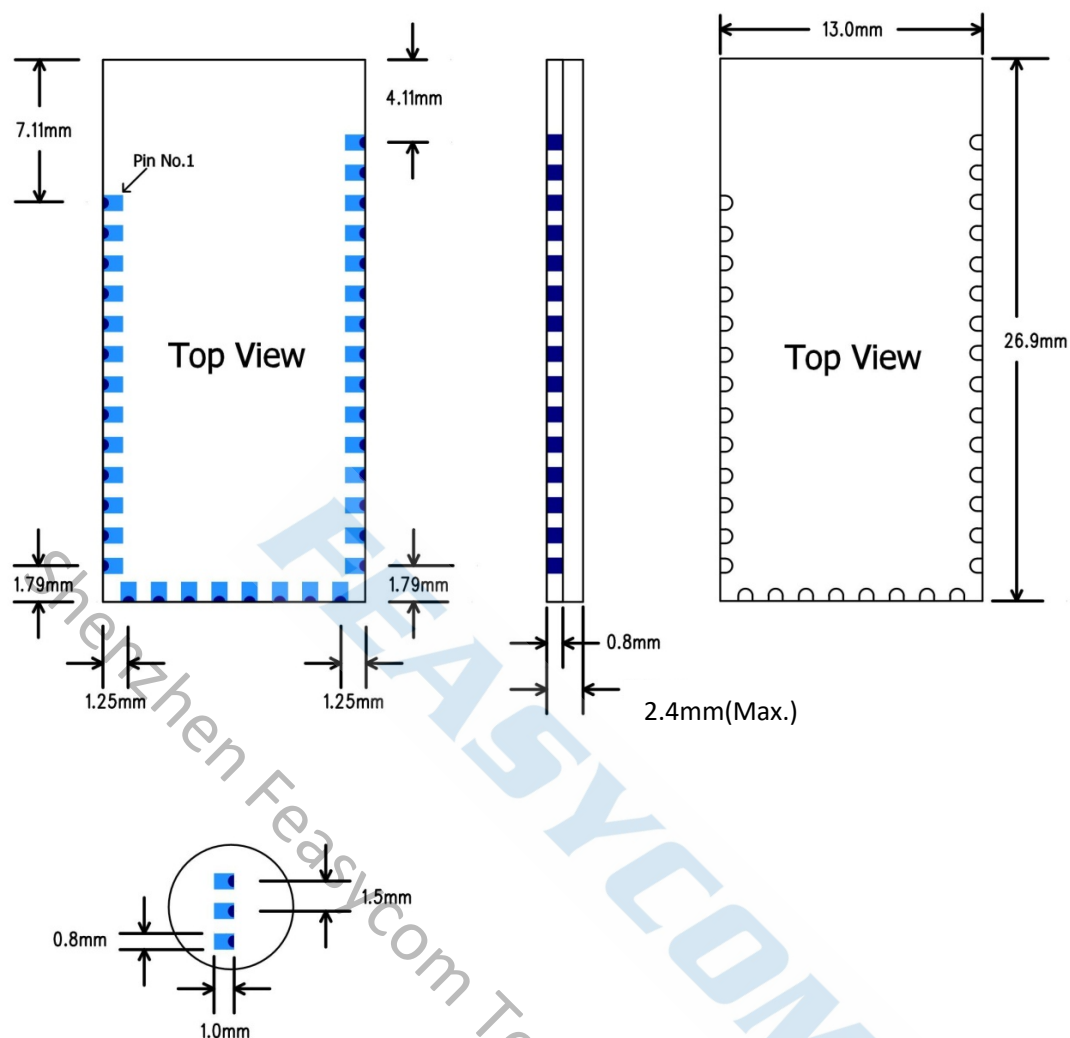 13.0mm
4.11mm
7.11mm
Pin No.1
26.9mm
Top View
Top View
1.79mm
1.79mm
0.8mm
1.25mm
1.25mm
2.4mm(Max.)
1.5mm
0.8mm
1.0mm
Shenzhen Feasycom Te
FEASYCOM